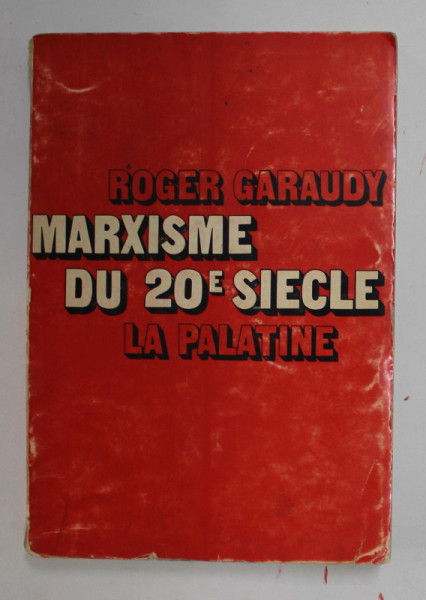 ROGER GARAUDY
MARXISME
DU 20E SIECLE
LA PALATINE